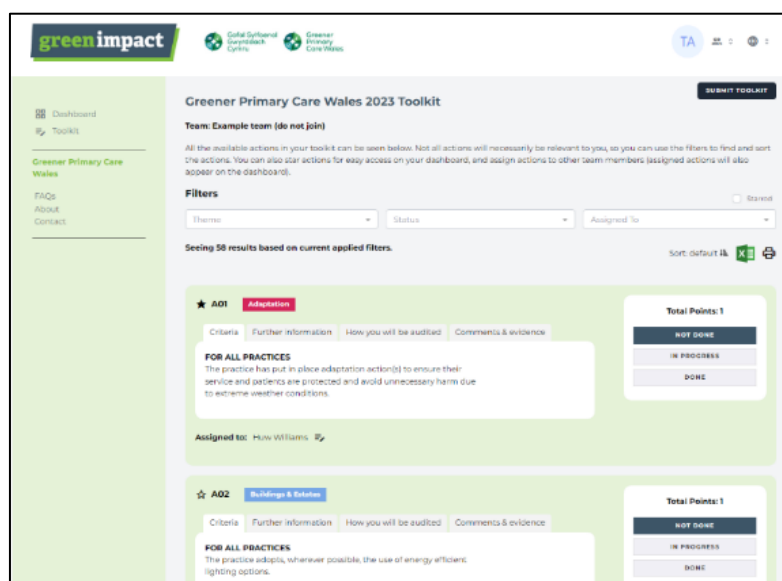 greenimpact
Gofal Sylfaenol
Gwyrddach
Cymru
Greener
Primary
Care Wales
TA
SUBMIT TOOLKIT
Dashboard
Toolkit
Greener Primary Care
Wales
FAQs
About
Contact
Greener Primary Care Wales 2023 Toolkit
Team: Example team (do not join)
All the available actions in your toolkit can be seen below. Not all actions will necessarily be relevant to you, so you can use the filters to find and sort
the actions. You can also star actions for easy access on your dashboard, and assign actions to other team members (assigned actions will also
appear on the dashboard).
Filters
Starred
Theme
Status
Assigned To
Seeing 58 results based on current applied filters.
Sort: default
A01 Adaptation
Criteria Further information How you will be audited Comments & evidence
FOR ALL PRACTICES
The practice has put in place adaptation action(s) to ensure their
service and patients are protected and avoid unnecessary harm due
to extreme weather conditions.
Assigned to: Huw Williams
Total Points: 1
NOT DONE
IN PROGRESS
DONE
A02 Buildings & Estates
Criteria Further information How you will be audited Comments & evidence
FOR ALL PRACTICES
The practice adopts, wherever possible, the use of energy efficient
lighting options.
Total Points: 1
NOT DONE
IN PROGRESS
DONE